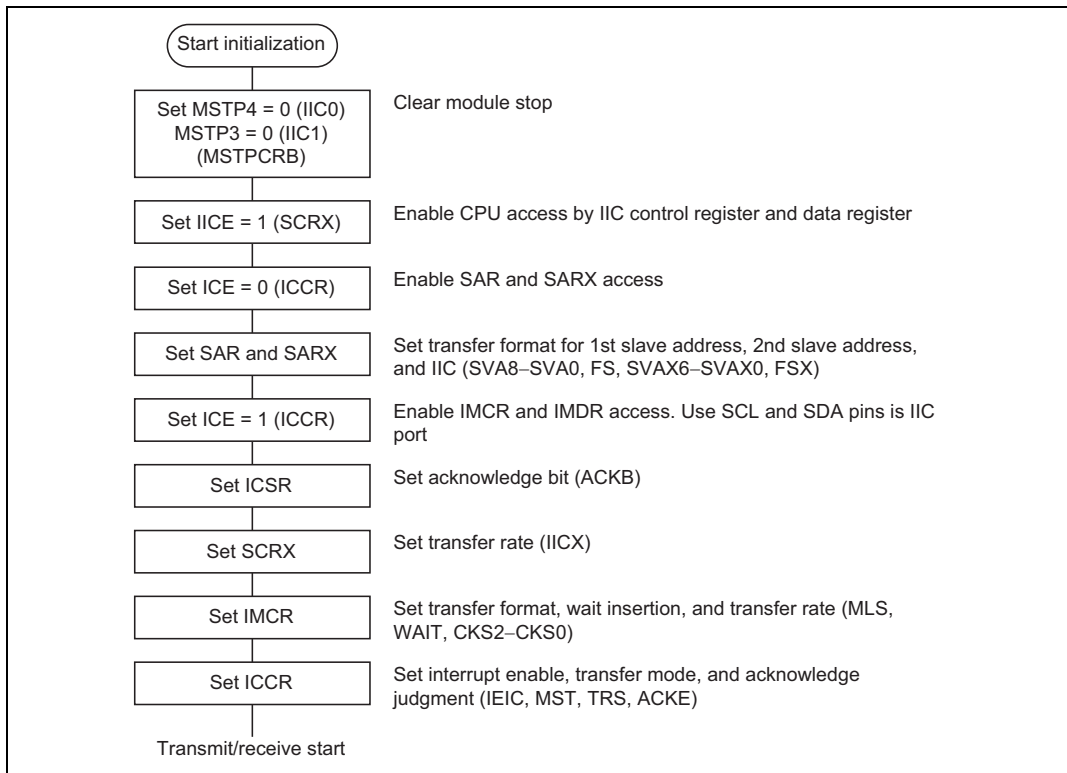 Start initialization
Set MSTP4 = 0 (IIC0)
MSTP3 = 0 (IIC1)
(MSTPCRB)
Clear module stop
Set IICE = 1 (SCRX)
Enable CPU access by IIC control register and data register
Set ICE = 0 (ICCR)
Enable SAR and SARX access
Set SAR and SARX
Set transfer format for 1st slave address, 2nd slave address,
and IIC (SVA8–SVA0, FS, SVAX6–SVAX0, FSX)
Set ICE = 1 (ICCR)
Enable IMCR and IMDR access. Use SCL and SDA pins is IIC
port
Set ICSR
Set acknowledge bit (ACKB)
Set SCRX
Set transfer rate (IICX)
Set IMCR
Set transfer format, wait insertion, and transfer rate (MLS,
WAIT, CKS2–CKS0)
Set ICCR
Set interrupt enable, transfer mode, and acknowledge
judgment (IEIC, MST, TRS, ACKE)
Transmit/receive start